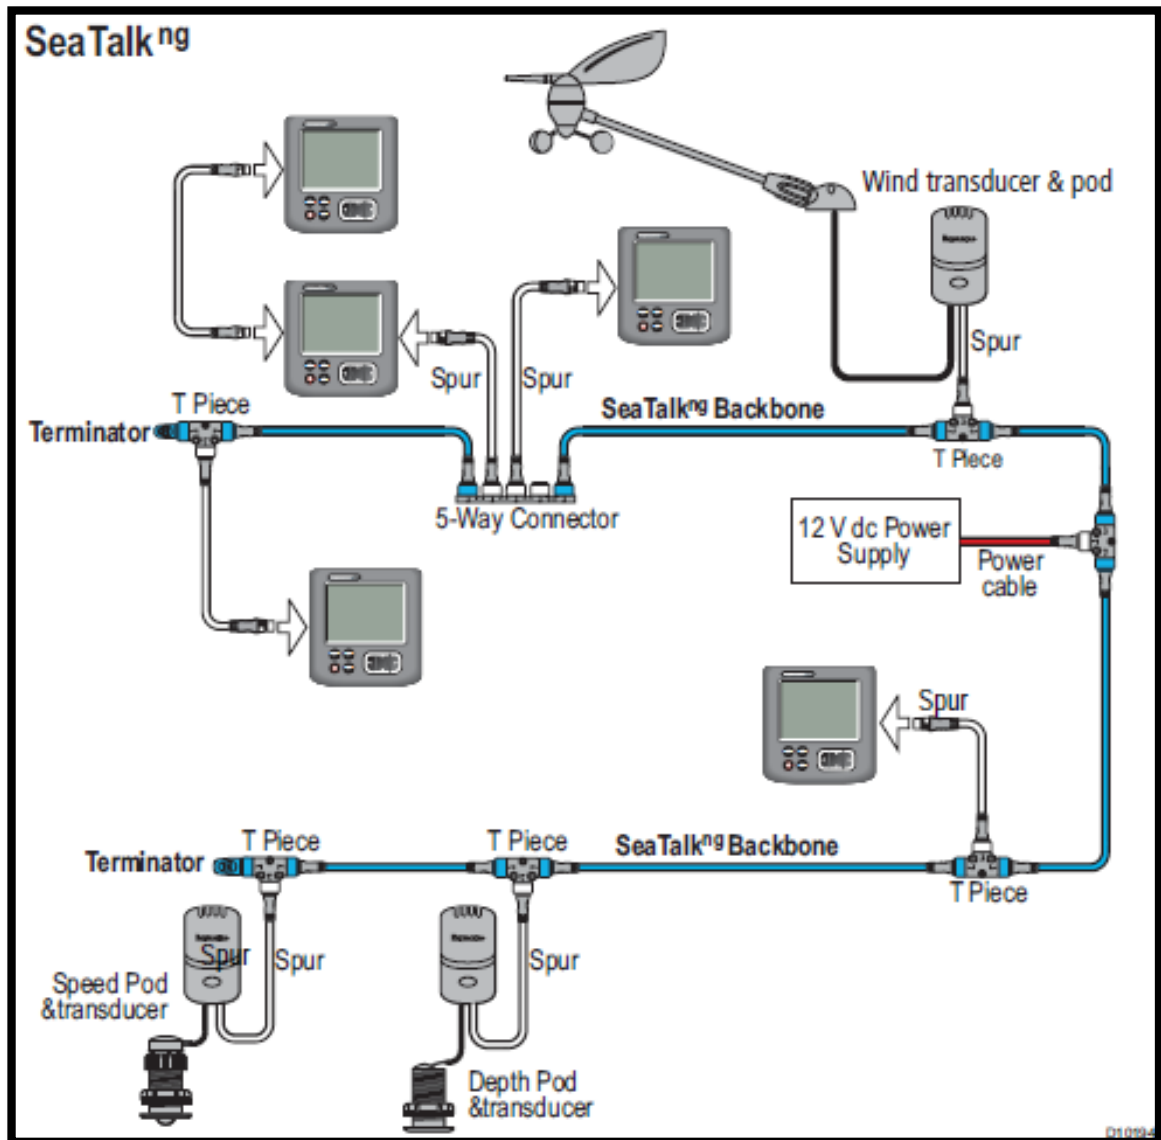 SeaTalkng
Wind transducer & pod
Spur
Spur
Spur
T Piece
Terminator
SeaTalkng Backbone
T Piece
5-Way Connector
12 V dc Power
Supply
Power
cable
Spur
T Piece
T Piece
SeaTalkng Backbone
Terminator
T Piece
Spur
Spur
Spur
Speed Pod
&transducer
Depth Pod
&transducer
D10194